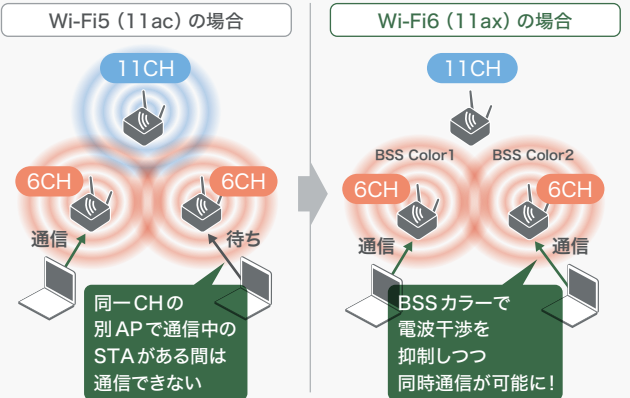 Wi-Fi5（11ac）の場合
11CH
6CH
6CH
通信
待ち
同一CHの
別APで通信中の
STAがある間は
通信できない
Wi-Fi6（11ax）の場合
11CH
BSS Color1
BSS Color2
6CH
6CH
通信
通信
BSSカラーで
電波干渉を
抑制しつつ
同時通信が可能に！